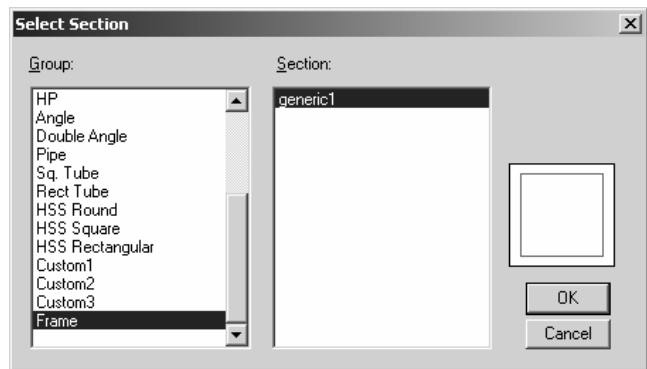 Select Section
Group:
Section:
HP
Angle
Double Angle
Pipe
Sq. Tube
Rect Tube
HSS Round
HSS Square
HSS Rectangular
Custom1
Custom2
Custom3
Frame
generic1
OK
Cancel